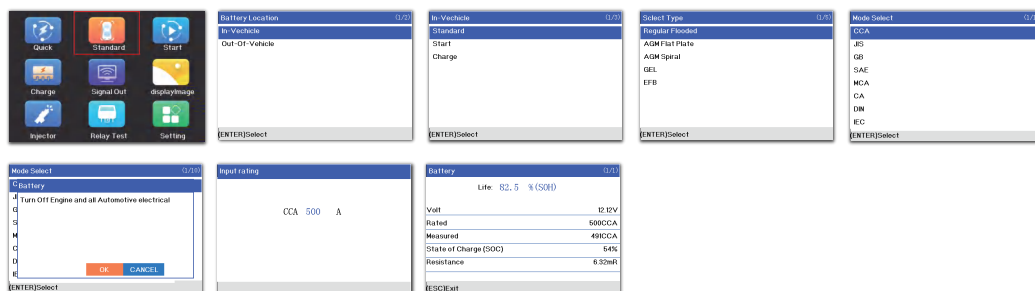 Quick Standard Start
Charge Signal Out displayImage
Injector Relay Test Setting
Battery Location (1/2)
In-Vechicle
Out-Of-Vehicle
(ENTER)Select
In-Vechicle (1/3)
Standard
Start
Charge
(ENTER)Select
Sclect Type (1/5)
Regular Flooded
AGM Flat Plate
AGM Spiral
GEL
EFB
(ENTER)Select
Mode Select
CCA
JIS
GB
SAE
MCA
CA
DIN
IEC
(ENTER)Select
Mode Select (1/10)
Battery
Turn Off Engine and all Automotive electrical
OK CANCEL
(ENTER)Select
Input rating
CCA 500 A
Battery (1/1)
Life: 82.5 %(SOH)
Volt 12.12V
Rated 500CCA
Measured 491CCA
State of Charge (SOC) 54%
Resistance 6.32mR
(ESC)Exit